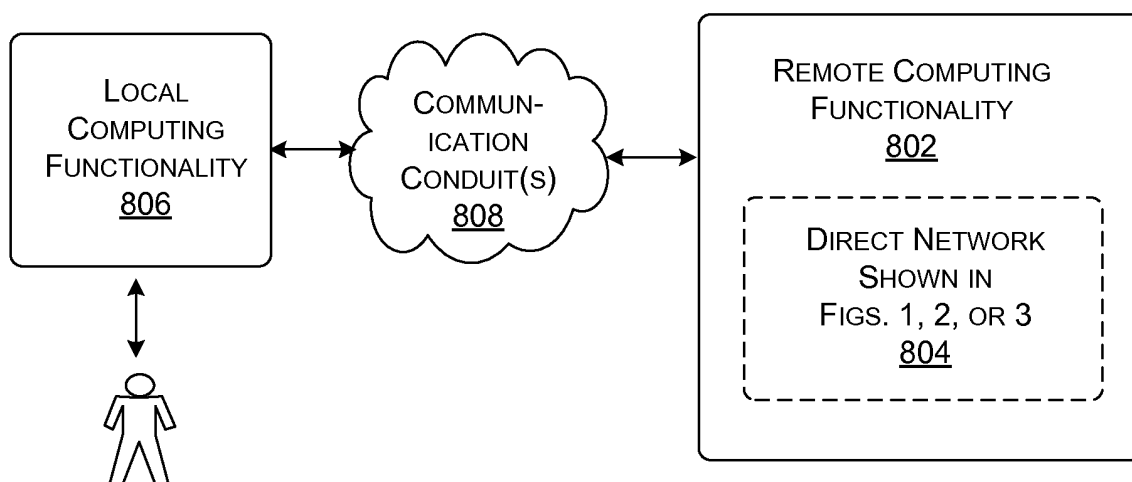 LOCAL
COMPUTING
FUNCTIONALITY
806
COMMUN-
ICATION
CONDUIT(S)
808
REMOTE COMPUTING
FUNCTIONALITY
802
DIRECT NETWORK
SHOWN IN
FIGS. 1, 2, OR 3
804